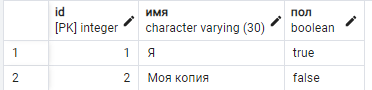 id имя пол
[PK] integer character varying (30) boolean
1 1 Я true
2 2 Моя копия false